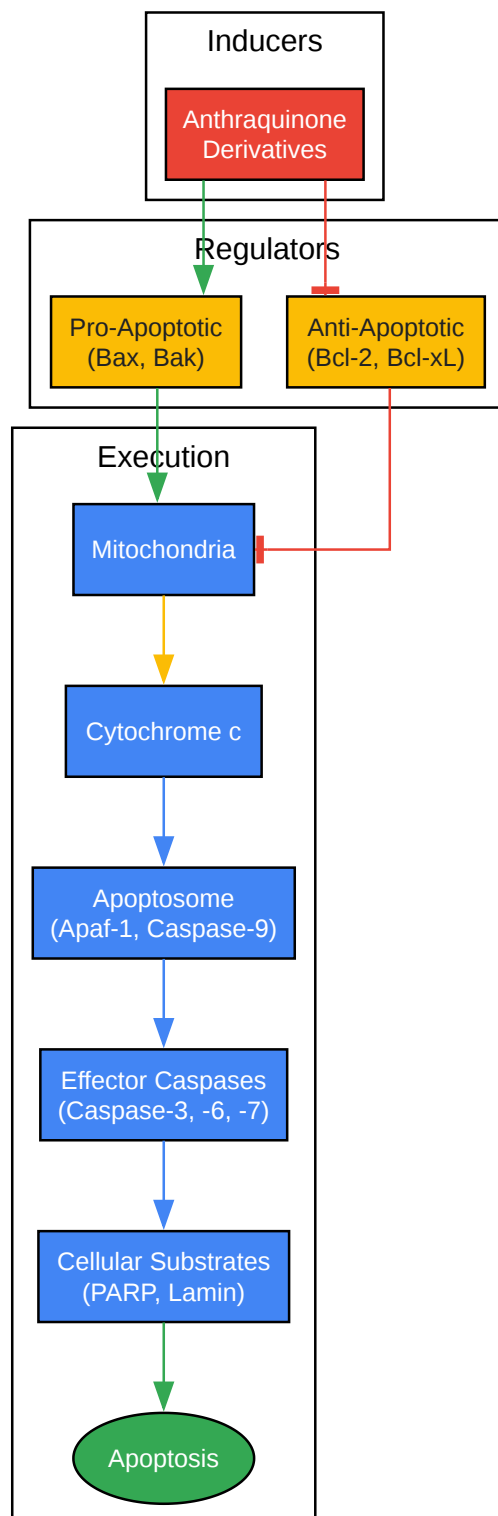 Inducers
Anthraquinone
Derivatives
Regulators
Pro-Apoptotic
(Bax, Bak)
Anti-Apoptotic
(Bcl-2, Bcl-xL)
Execution
Mitochondria
Cytochrome c
Apoptosome
(Apaf-1, Caspase-9)
Effector Caspases
(Caspase-3, -6, -7)
Cellular Substrates
(PARP, Lamin)
Apoptosis